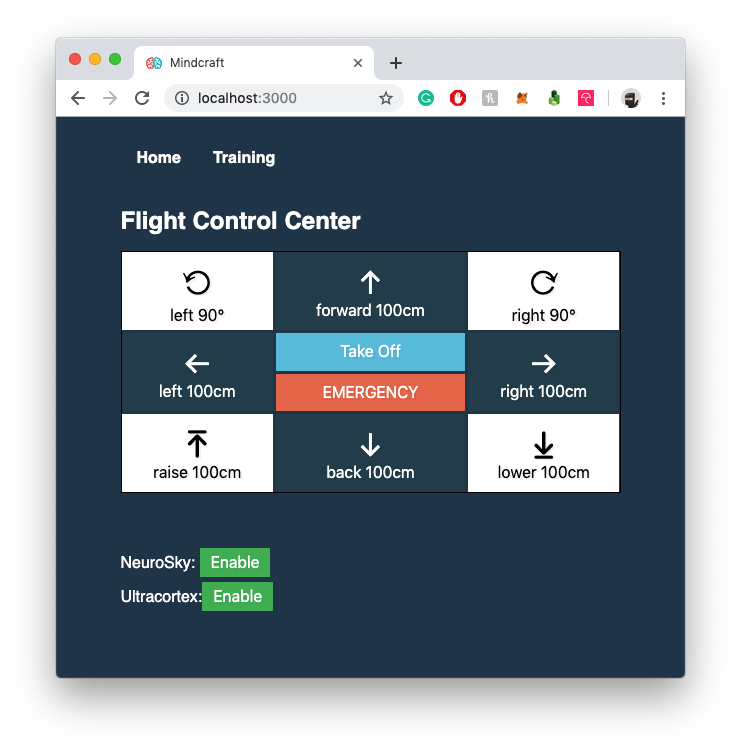 Mindcraft
localhost:3000
Home Training
Flight Control Center
left 90° forward 100cm right 90°
Take Off
left 100cm EMERGENCY right 100cm
raise 100cm back 100cm lower 100cm
NeuroSky: Enable
Ultracortex: Enable